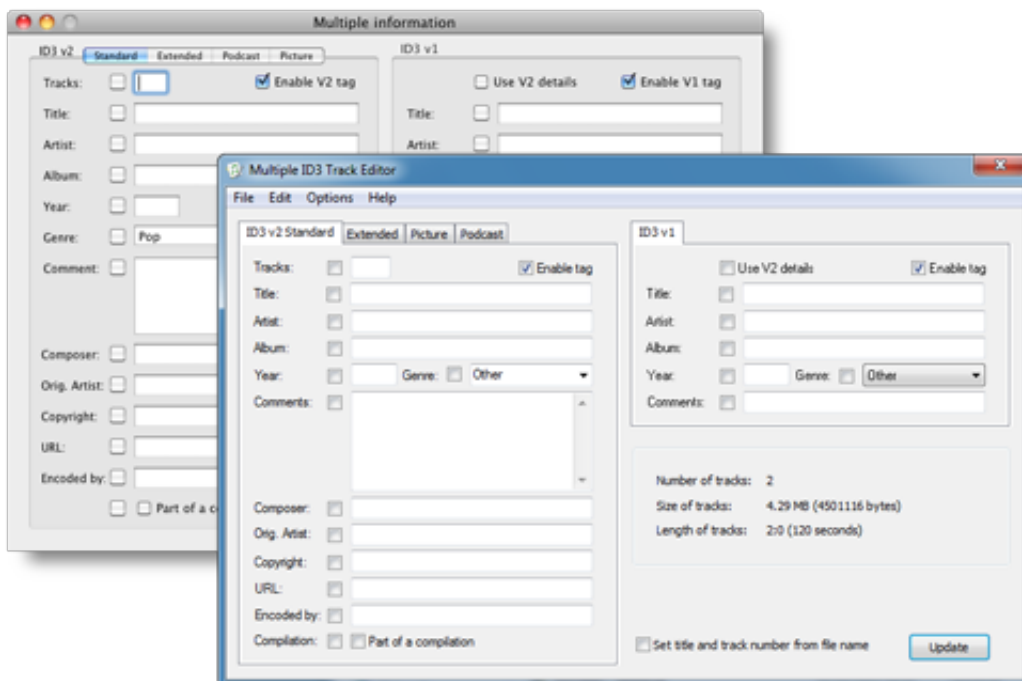 Multiple information
ID3 v2 Standard Extended Podcast Picture
ID3 v1
Tracks: Enable V2 tag
Use V2 details Enable V1 tag
Title:
Title:
Artist:
Artist:
Album:
Year:
Genre: Pop
Comment:
Composer:
Orig. Artist:
Copyright:
URL:
Encoded by:
Part of a c
Multiple ID3 Track Editor
File Edit Options Help
ID3 v2 Standard Extended Picture Podcast
Tracks: Enable tag
Title:
Artist:
Album:
Year: Genre: Other
Comments:
Composer:
Orig. Artist:
Copyright:
URL:
Encoded by:
Compilation: Part of a compilation
ID3 v1
Use V2 details Enable tag
Title:
Artist:
Album:
Year: Genre: Other
Comments:
Number of tracks: 2
Size of tracks: 4.29 MB (4501116 bytes)
Length of tracks: 2:0 (120 seconds)
Set title and track number from file name
Update